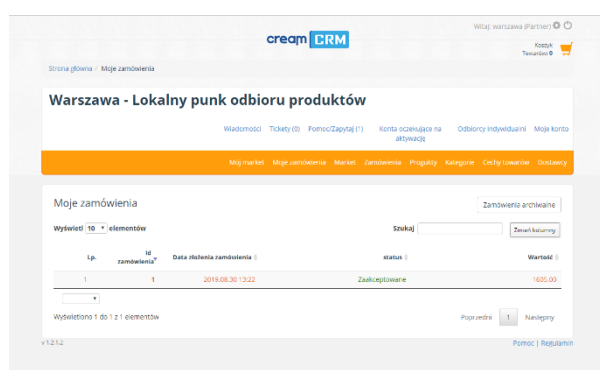 Witaj: warszawa (Partner)
cream CRM
Koszyk
Towarów: 0
Strona główna / Moje zamówienia
Warszawa - Lokalny punk odbioru produktów
Wiadomości Tickety (0) Pomoc/Zapytaj (1) Konta oczekujące na aktywację Odbiorcy indywidualni Moje konto
Mój market Moje zamówienia Market Zamówienia Produkty Kategorie Cechy towarów Dostawcy
Moje zamówienia
Zamówienia archiwalne
Wyświetl 10 elementów
Szukaj
Zmień kolumny
Lp. Id zamówienia Data złożenia zamówienia status Wartość
1 1 2019.08.30 13:22 Zaakceptowane 1605.00
Wyświetlono 1 do 1 z 1 elementów
Poprzedni 1 Następny
v 1.2.1.2
Pomoc | Regulamin